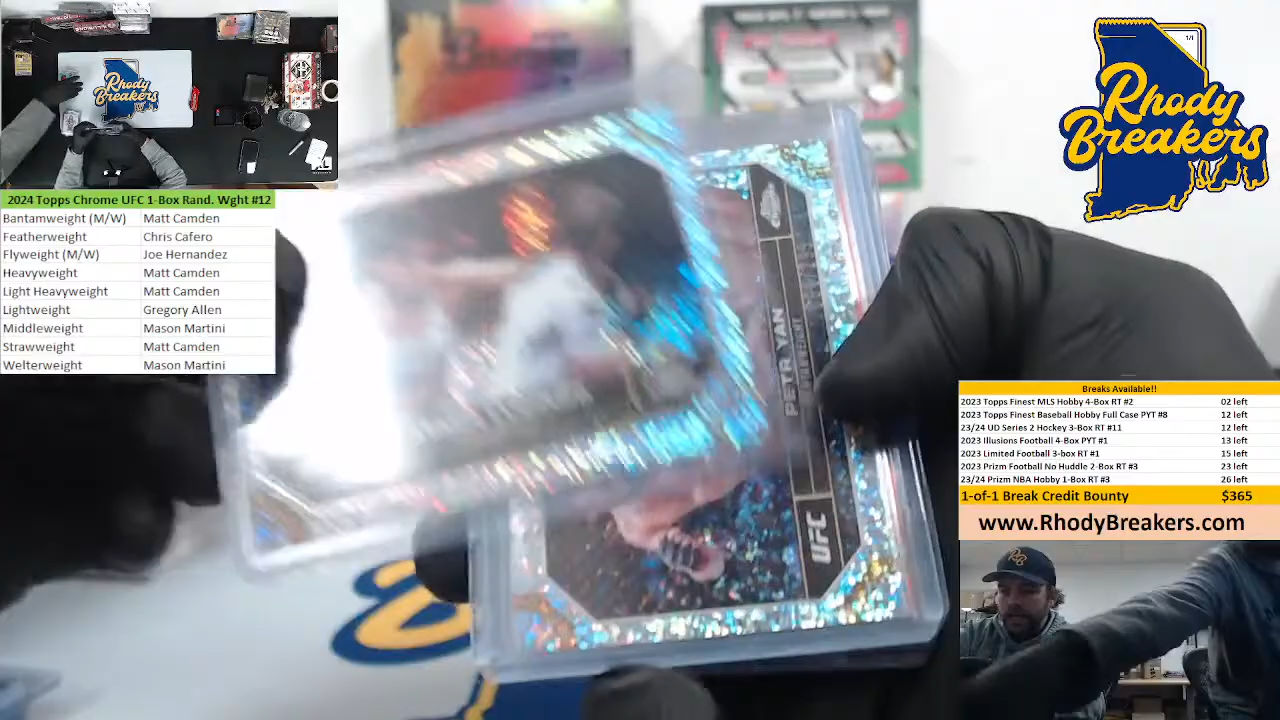 Rhody
Breakers
2024 Topps Chrome UFC 1-Box Rand. Wght #12
Bantamweight (M/W) Matt Camden
Featherweight Chris Cafero
Flyweight (M/W) Joe Hernandez
Heavyweight Matt Camden
Light Heavyweight Matt Camden
Lightweight Gregory Allen
Middleweight Mason Martini
Strawweight Matt Camden
Welterweight Mason Martini
PETR YAN
UFC
1/1
Rhody
Breakers
Breaks Available!!
2023 Topps Finest MLS Hobby 4-Box RT #2 02 left
2023 Topps Finest Baseball Hobby Full Case PYT #8 12 left
23/24 UD Series 2 Hockey 3-Box RT #11 12 left
2023 Illusions Football 4-Box PYT #1 13 left
2023 Limited Football 3-box RT #1 15 left
2023 Prizm Football No Huddle 2-Box RT #3 23 left
23/24 Prizm NBA Hobby 1-Box RT #3 26 left
1-of-1 Break Credit Bounty $365
www.RhodyBreakers.com
RB